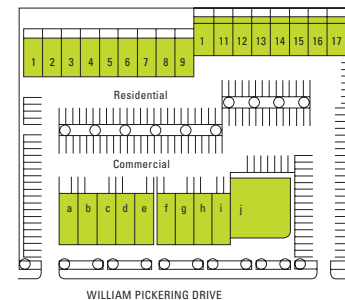 1 11 12 13 14 15 16 17
1 2 3 4 5 6 7 8 9
Residential
Commercial
a b c d e f g h i j
WILLIAM PICKERING DRIVE